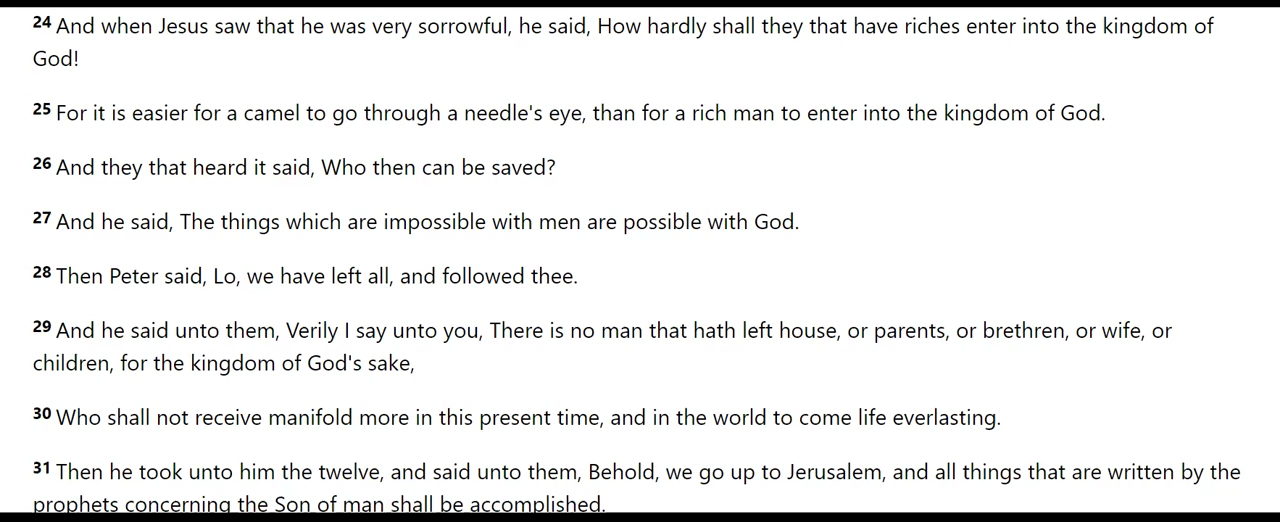 24 And when Jesus saw that he was very sorrowful, he said, How hardly shall they that have riches enter into the kingdom of
God!
25 For it is easier for a camel to go through a needle's eye, than for a rich man to enter into the kingdom of God.
26 And they that heard it said, Who then can be saved?
27 And he said, The things which are impossible with men are possible with God.
28 Then Peter said, Lo, we have left all, and followed thee.
29 And he said unto them, Verily I say unto you, There is no man that hath left house, or parents, or brethren, or wife, or
children, for the kingdom of God's sake,
30 Who shall not receive manifold more in this present time, and in the world to come life everlasting.
31 Then he took unto him the twelve, and said unto them, Behold, we go up to Jerusalem, and all things that are written by the
prophets concerning the Son of man shall be accomplished.